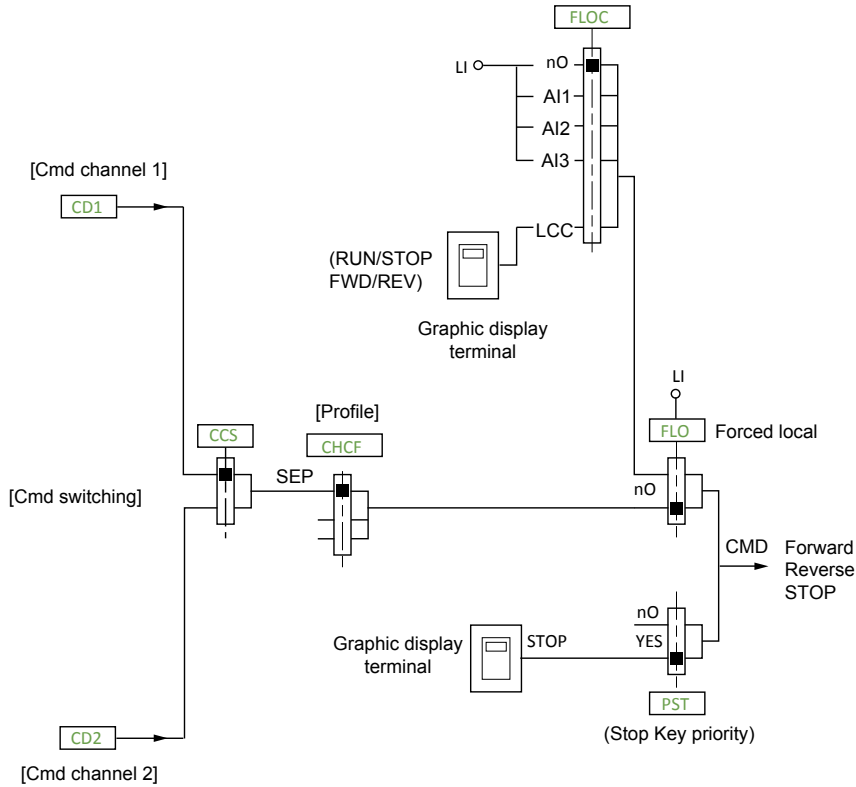 FLOC
LI
nO
AI1
AI2
AI3
LCC
[Cmd channel 1]
CD1
(RUN/STOP
FWD/REV)
Graphic display
terminal
LI
FLO
Forced local
[Profile]
CCS
CHCF
SEP
nO
[Cmd switching]
CMD
Forward
Reverse
STOP
nO
Graphic display
terminal
STOP
YES
PST
(Stop Key priority)
CD2
[Cmd channel 2]